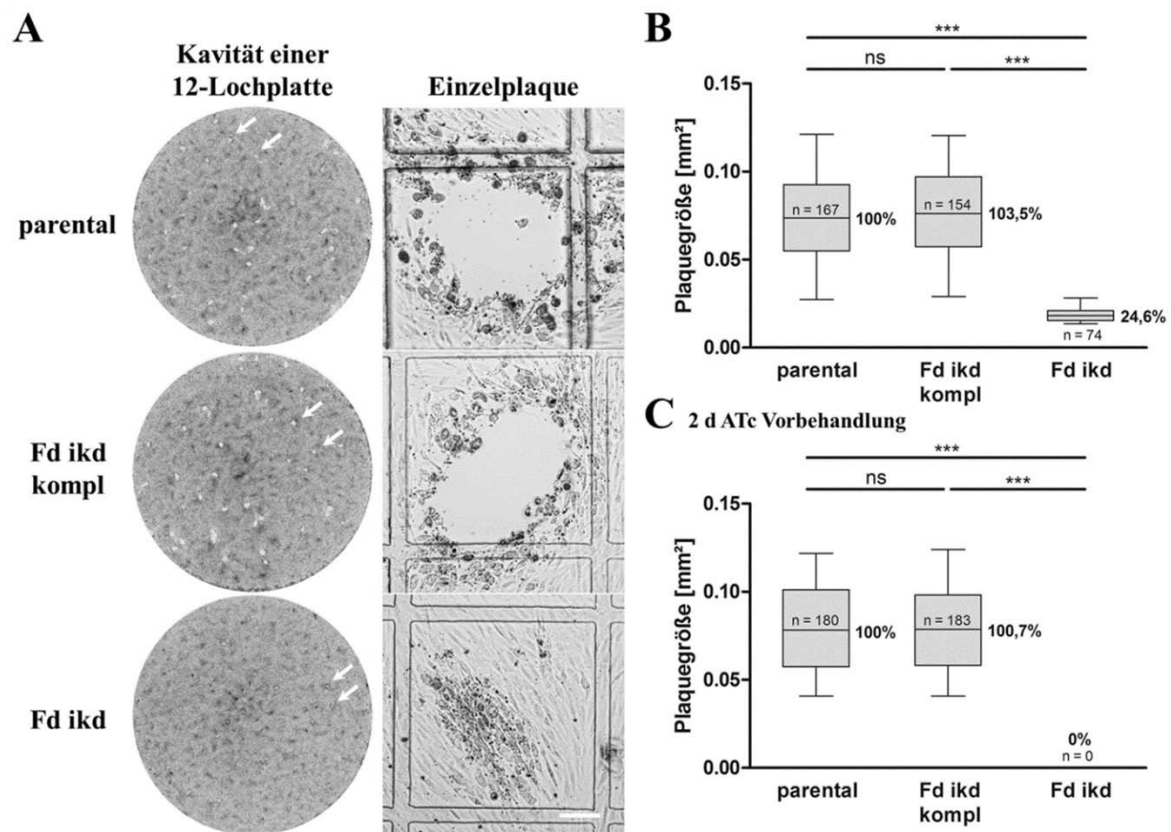 A
Kavität einer
12-Lochplatte
Einzelplaque
parental
Fd ikd
kompl
Fd ikd
B
***
ns
***
Plaquegröße [mm²]
0.15
0.10
0.05
0.00
n = 167
100%
n = 154
103,5%
24,6%
n = 74
parental
Fd ikd
kompl
Fd ikd
C 2 d ATc Vorbehandlung
***
ns
***
Plaquegröße [mm²]
0.15
0.10
0.05
0.00
n = 180
100%
n = 183
100,7%
0%
n = 0
parental
Fd ikd
kompl
Fd ikd